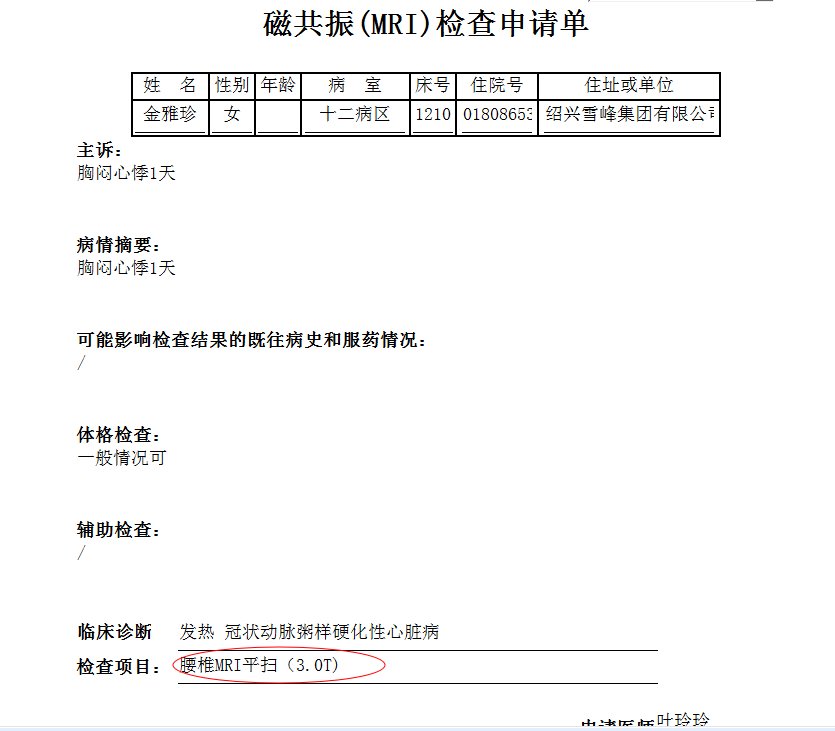 磁共振(MRI)检查申请单
姓 名 性别 年龄 病 室 床号 住院号 住址或单位
金雅珍 女 十二病区 1210 01808653 绍兴雪峰集团有限公司
主诉:
胸闷心悸1天
病情摘要:
胸闷心悸1天
可能影响检查结果的既往病史和服药情况:
/
体格检查:
一般情况可
辅助检查:
/
临床诊断 发热 冠状动脉粥样硬化性心脏病
检查项目: 腰椎MRI平扫（3.0T)
申请医师 叶玲玲